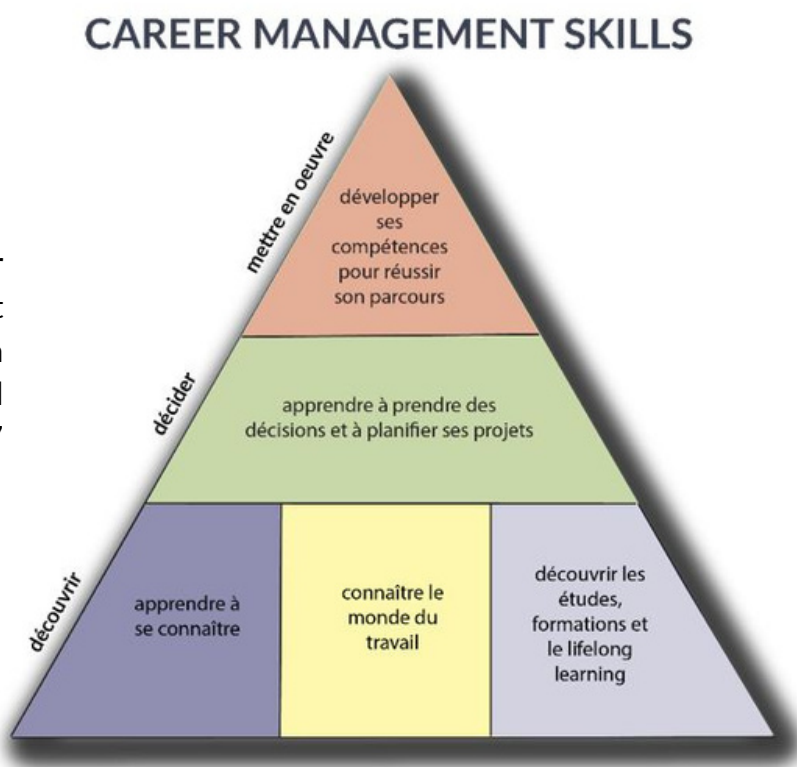 CAREER MANAGEMENT SKILLS
mettre en oeuvre
développer
ses
compétences
pour réussir
son parcours
décider
apprendre à prendre des
décisions et à planifier ses projets
découvrir
apprendre à
se connaître
connaître le
monde du
travail
découvrir les
études,
formations et
le lifelong
learning